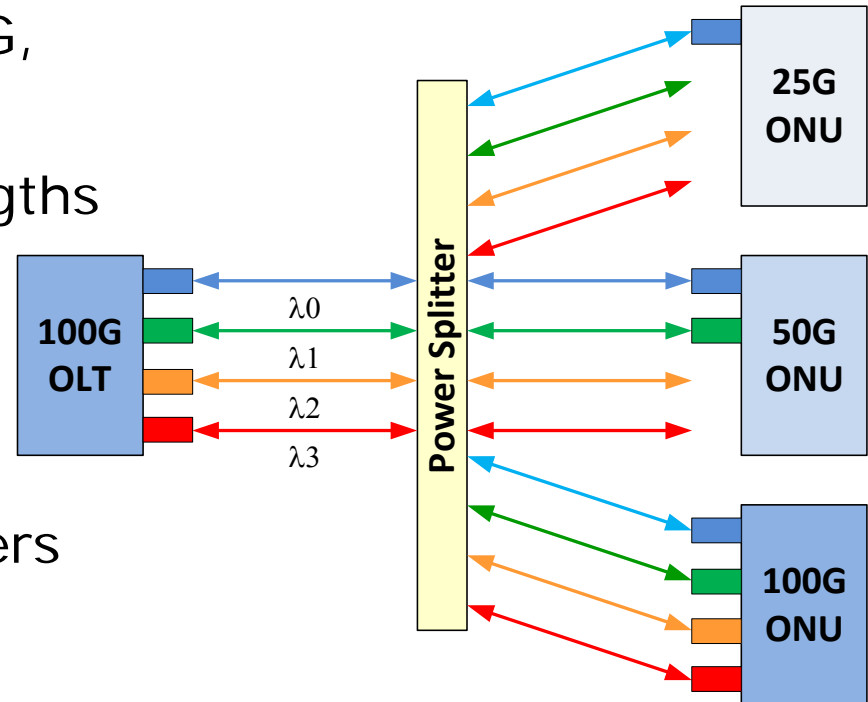 G,
gths
ers
100G
OLT
λ0
λ1
λ2
λ3
Power Splitter
25G
ONU
50G
ONU
100G
ONU